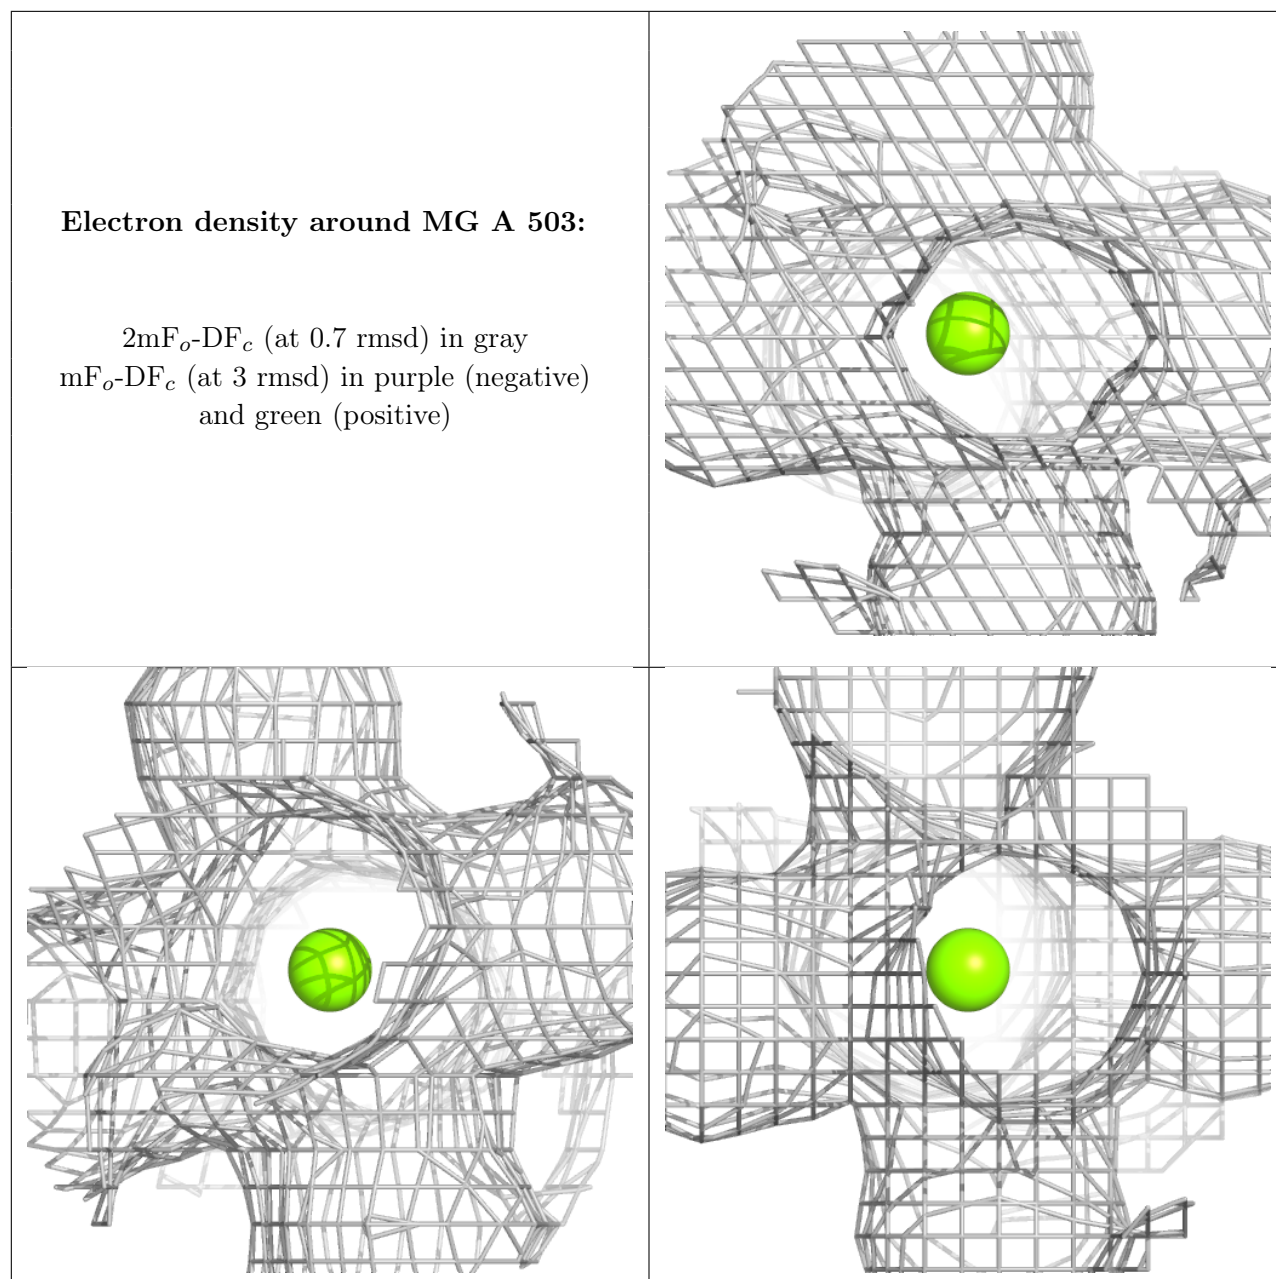 Electron density around MG A 503:
2mFo-DFc (at 0.7 rmsd) in gray
mFo-DFc (at 3 rmsd) in purple (negative)
and green (positive)